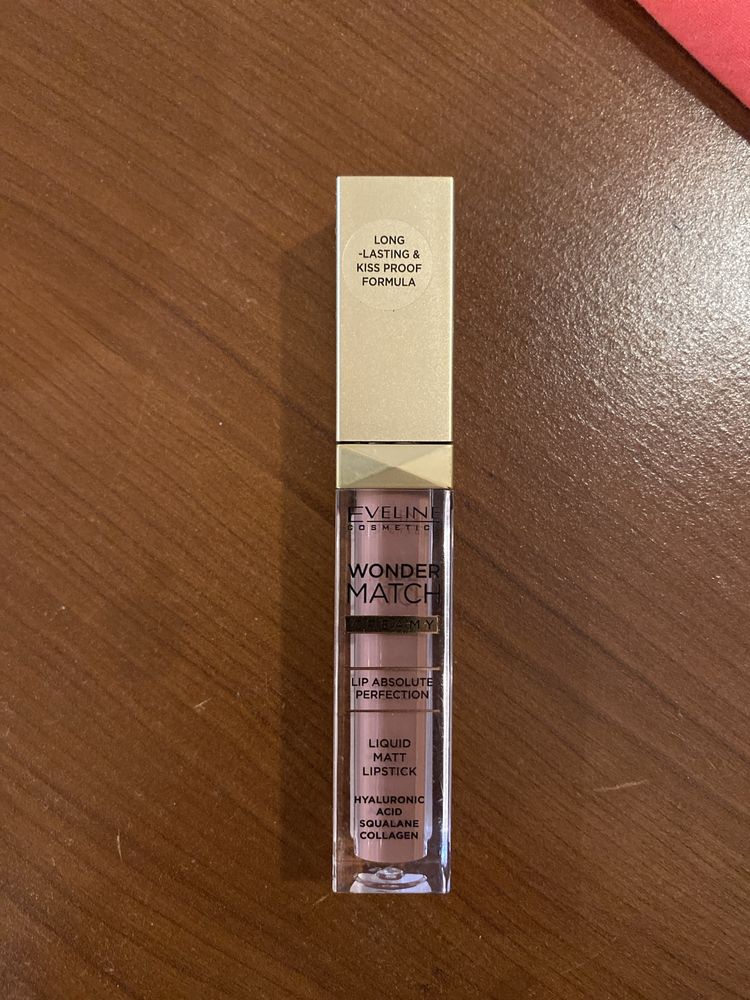 LONG
-LASTING &
KISS PROOF
FORMULA
EVELINE
COSMETICS
WONDER
MATCH
CREAMY
LIP ABSOLUTE
PERFECTION
LIQUID
MATT
LIPSTICK
HYALURONIC
ACID
SQUALANE
COLLAGEN